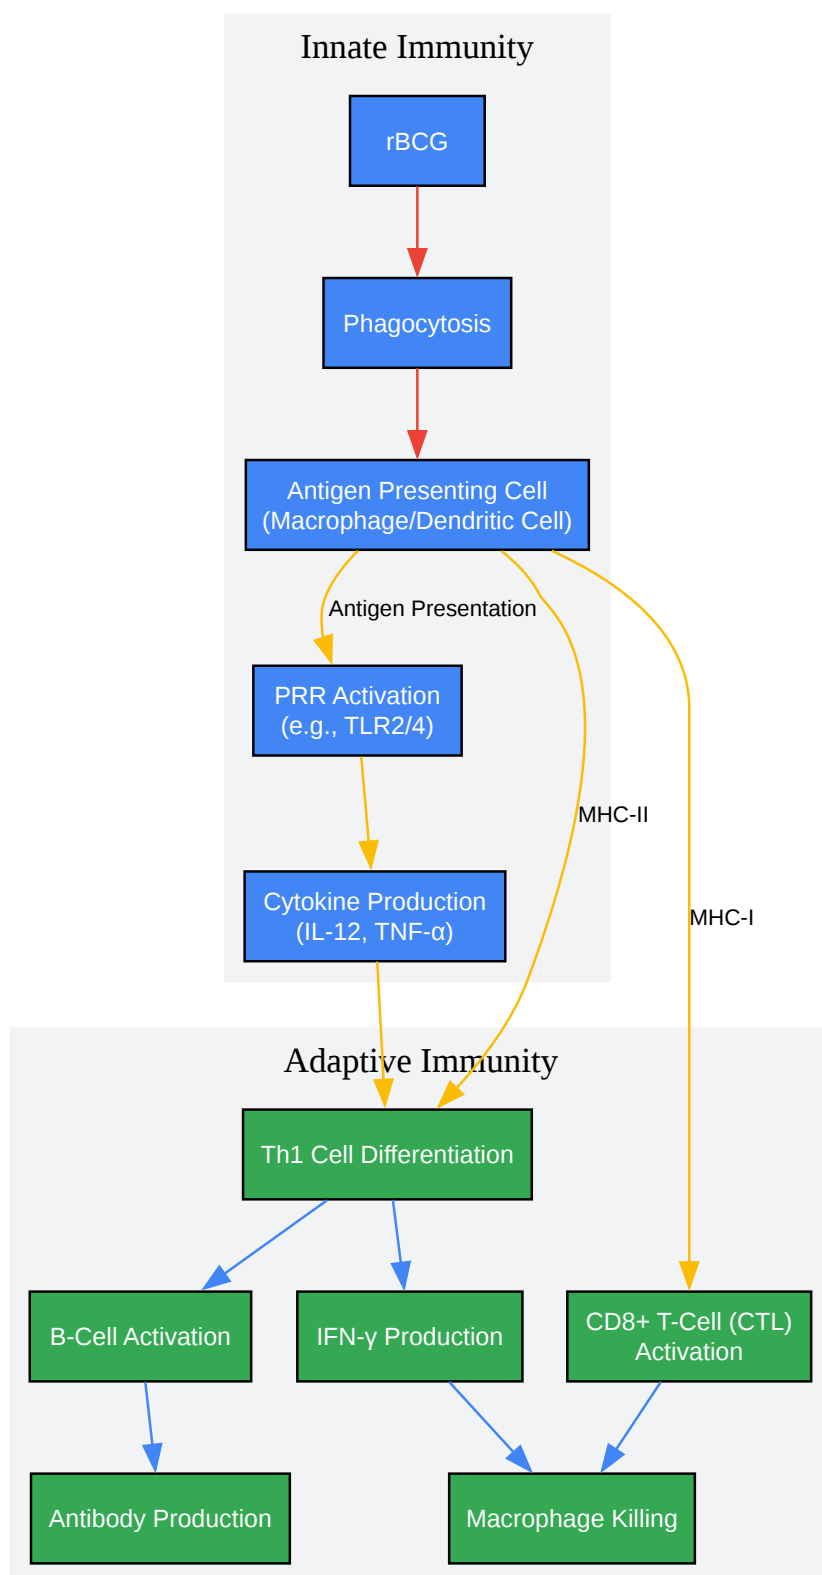 Innate Immunity
rBCG
Phagocytosis
Antigen Presenting Cell
(Macrophage/Dendritic Cell)
Antigen Presentation
PRR Activation
(e.g., TLR2/4)
MHC-II
Cytokine Production
(IL-12, TNF-α)
MHC-I
Adaptive Immunity
Th1 Cell Differentiation
B-Cell Activation
IFN-γ Production
CD8+ T-Cell (CTL)
Activation
Antibody Production
Macrophage Killing